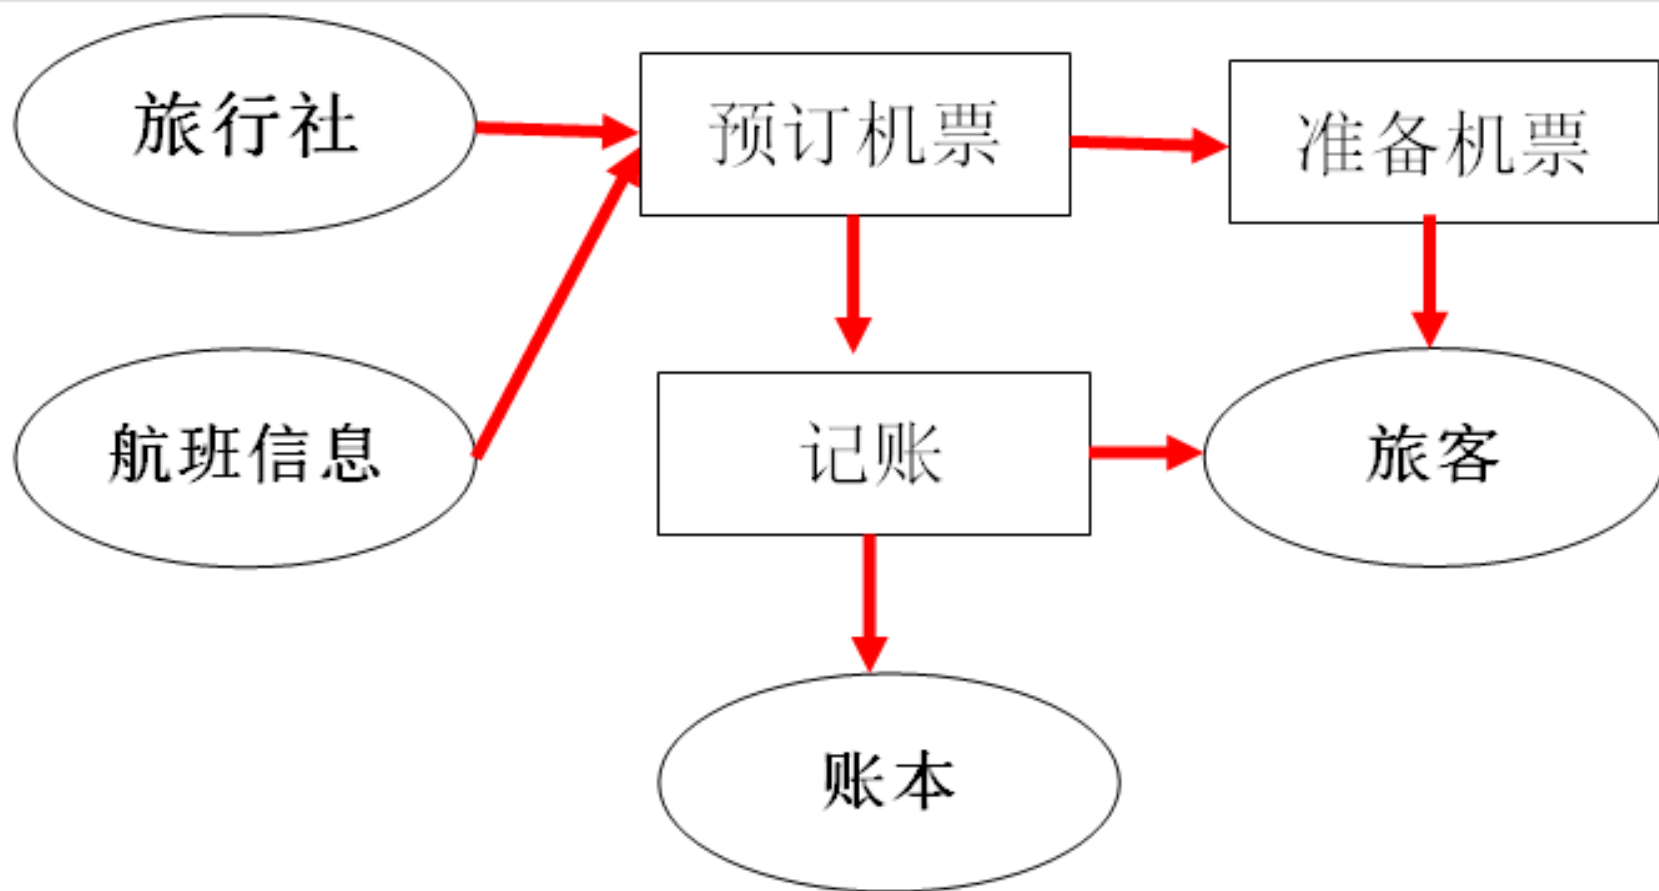 旅行社
预订机票
准备机票
航班信息
记账
旅客
账本